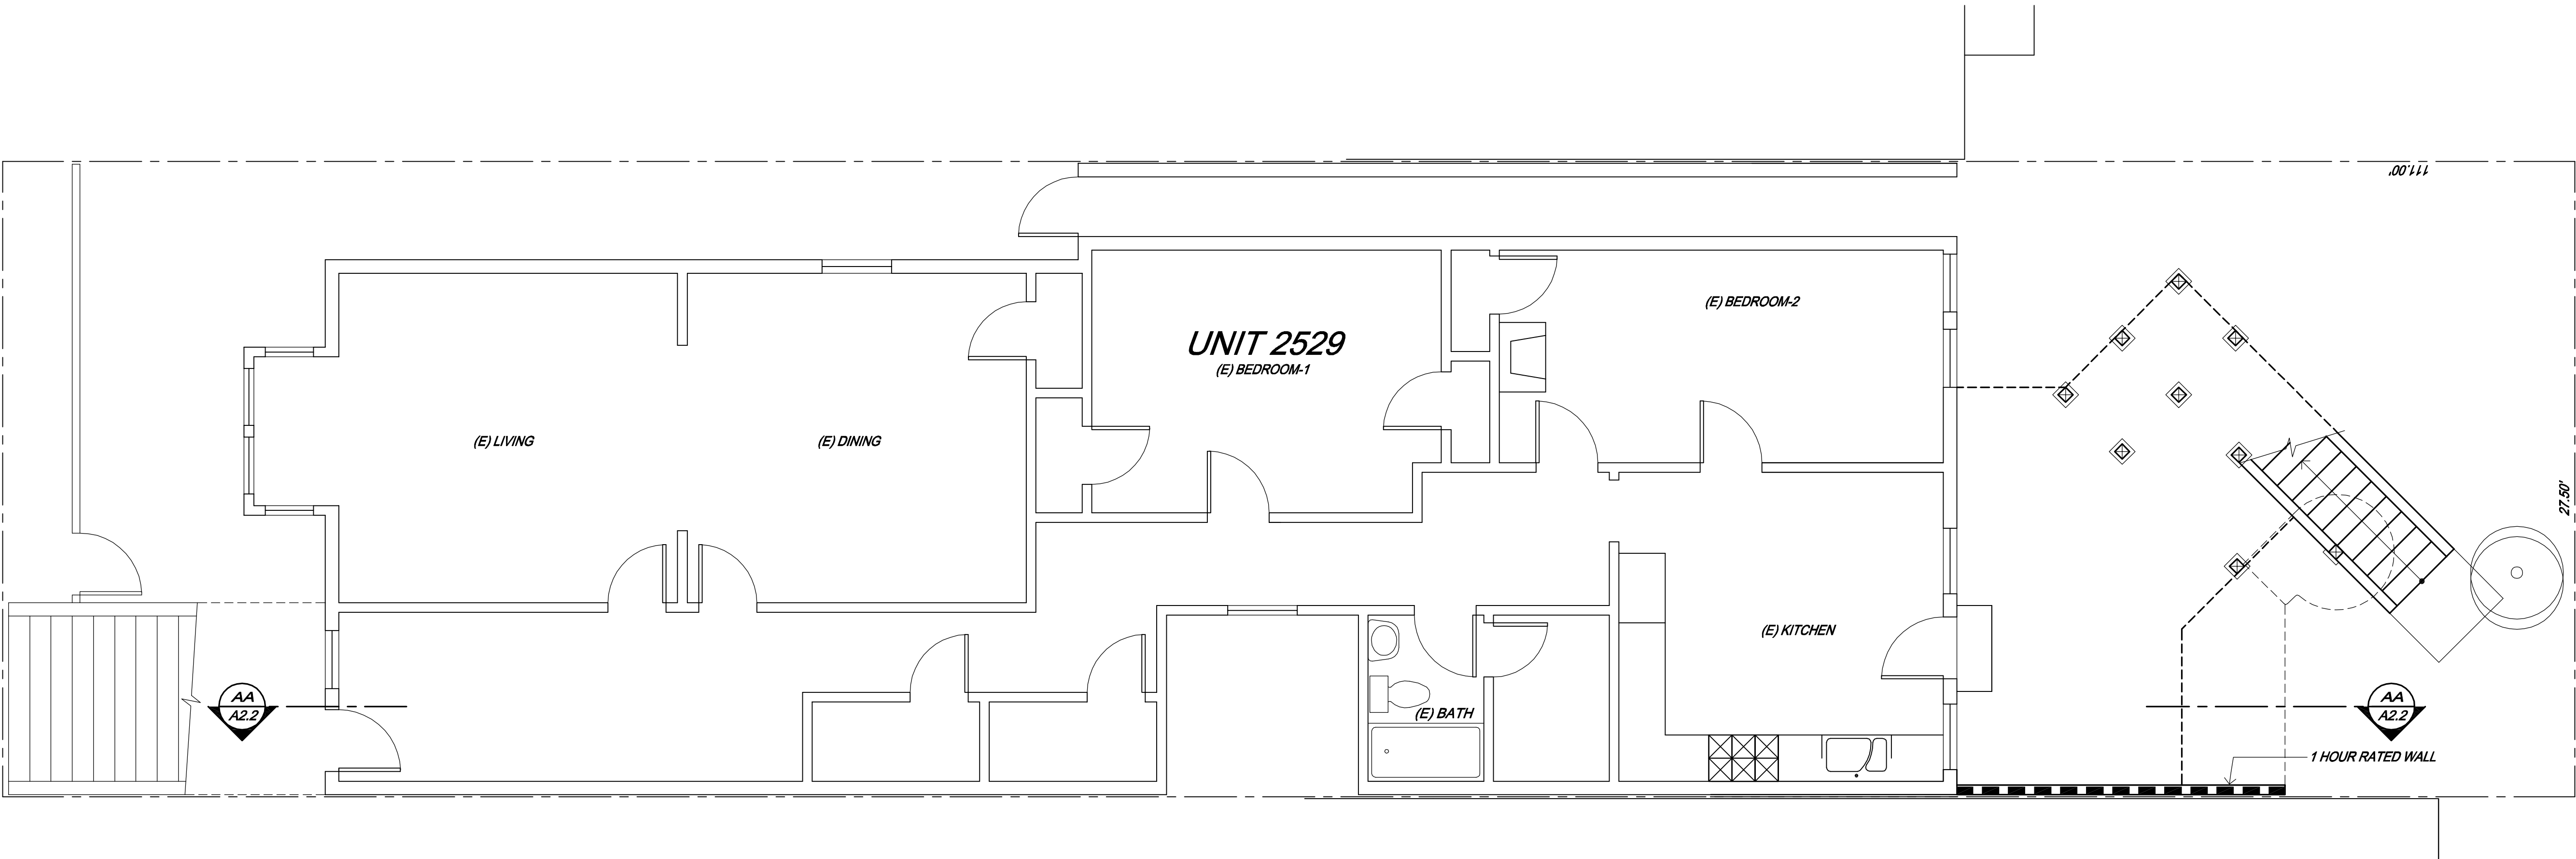 111.00'
(E) BEDROOM-2
UNIT 2529
(E) BEDROOM-1
(E) LIVING
(E) DINING
27.50'
(E) KITCHEN
AA
A2.2
(E) BATH
AA
A2.2
1 HOUR RATED WALL